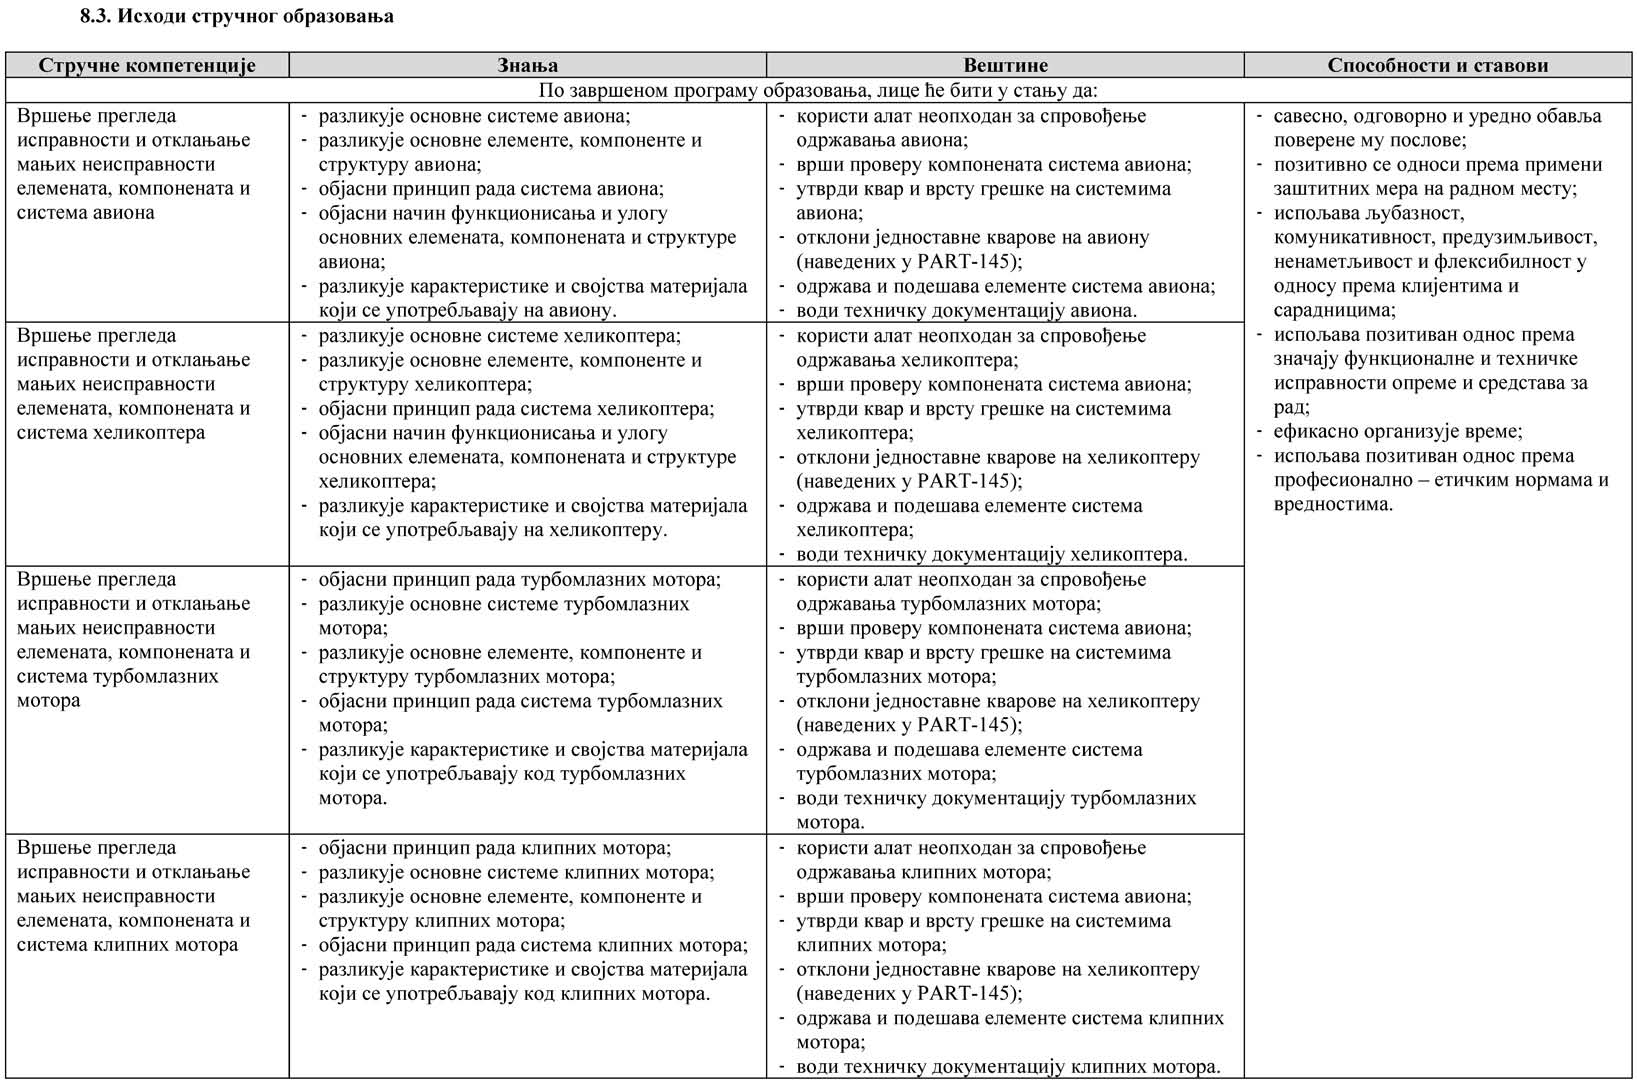 8.3. Исходи стручног образовања
Стручне компетенције
Знања
Вештине
Способности и ставови
По завршеном програму образовања, лице ће бити у стању да:
Вршење прегледа
исправности и отклањање
мањих неисправности
елемената, компонената и
система авиона
- разликује основне системе авиона;
- разликује основне елементе, компоненте и
структуру авиона;
- објасни принцип рада система авиона;
- објасни начин функционисања и улогу
основних елемената, компонената и структуре
авиона;
- разликује карактеристике и својства материјала
који се употребљавају на авиону.
- користи алат неопходан за спровођење
одржавања авиона;
- врши проверу компонената система авиона;
- утврди квар и врсту грешке на системима
авиона;
- отклони једноставне кварове на авиону
(наведених у PART-145);
- одржава и подешава елементе система авиона;
- води техничку документацију авиона.
- савесно, одговорно и уредно обавља
поверене му послове;
- позитивно се односи према примени
заштитних мера на радном месту;
- испољава љубазност,
комуникативност, предузимљивост,
ненаметљивост и флексибилност у
односу према клијентима и
сарадницима;
- испољава позитиван однос према
значају функционалне и техничке
исправности опреме и средстава за
рад;
- ефикасно организује време;
- испољава позитиван однос према
професионално – етичким нормама и
вредностима.
Вршење прегледа
исправности и отклањање
мањих неисправности
елемената, компонената и
система хеликоптера
- разликује основне системе хеликоптера;
- разликује основне елементе, компоненте и
структуру хеликоптера;
- објасни принцип рада система хеликоптера;
- објасни начин функционисања и улогу
основних елемената, компонената и структуре
хеликоптера;
- разликује карактеристике и својства материјала
који се употребљавају на хеликоптеру.
- користи алат неопходан за спровођење
одржавања хеликоптера;
- врши проверу компонената система авиона;
- утврди квар и врсту грешке на системима
хеликоптера;
- отклони једноставне кварове на хеликоптеру
(наведених у PART-145);
- одржава и подешава елементе система
хеликоптера;
- води техничку документацију хеликоптера.
Вршење прегледа
исправности и отклањање
мањих неисправности
елемената, компонената и
система турбомлазних
мотора
- објасни принцип рада турбомлазних мотора;
- разликује основне системе турбомлазних
мотора;
- разликује основне елементе, компоненте и
структуру турбомлазних мотора;
- објасни принцип рада система турбомлазних
мотора;
- разликује карактеристике и својства материјала
који се употребљавају код турбомлазних
мотора.
- користи алат неопходан за спровођење
одржавања турбомлазних мотора;
- врши проверу компонената система авиона;
- утврди квар и врсту грешке на системима
турбомлазних мотора;
- отклони једноставне кварове на хеликоптеру
(наведених у PART-145);
- одржава и подешава елементе система
турбомлазних мотора;
- води техничку документацију турбомлазних
мотора.
Вршење прегледа
исправности и отклањање
мањих неисправности
елемената, компонената и
система клипних мотора
- објасни принцип рада клипних мотора;
- разликује основне системе клипних мотора;
- разликује основне елементе, компоненте и
структуру клипних мотора;
- објасни принцип рада система клипних мотора;
- разликује карактеристике и својства материјала
који се употребљавају код клипних мотора.
- користи алат неопходан за спровођење
одржавања клипних мотора;
- врши проверу компонената система авиона;
- утврди квар и врсту грешке на системима
клипних мотора;
- отклони једноставне кварове на хеликоптеру
(наведених у PART-145);
- одржава и подешава елементе система клипних
мотора;
- води техничку документацију клипних мотора.